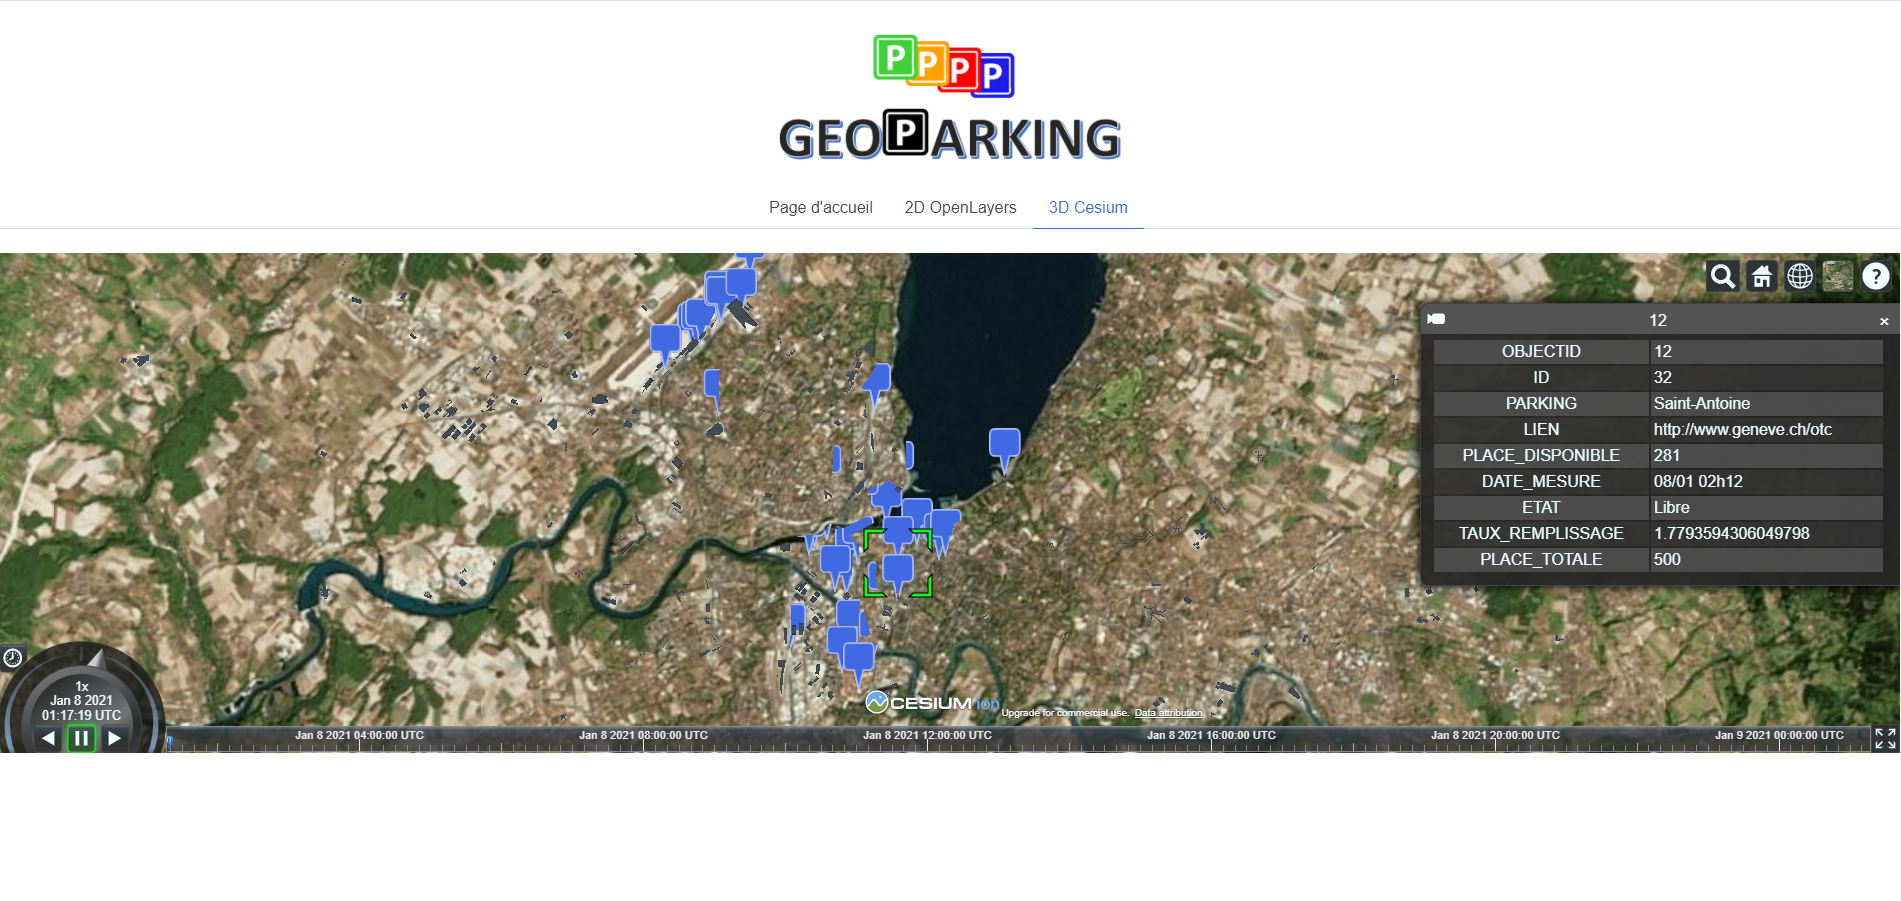 P P P P
GEOPARKING
Page d'accueil 2D OpenLayers 3D Cesium
?
12 ×
OBJECTID 12
ID 32
PARKING Saint-Antoine
LIEN http://www.geneve.ch/otc
PLACE_DISPONIBLE 281
DATE_MESURE 08/01 02h12
ETAT Libre
TAUX_REMPLISSAGE 1.7793594306049798
PLACE_TOTALE 500
1x
Jan 8 2021
01:17:19 UTC
CESIUM ion Upgrade for commercial use. Data attribution
Jan 8 2021 04:00:00 UTC Jan 8 2021 08:00:00 UTC Jan 8 2021 12:00:00 UTC Jan 8 2021 16:00:00 UTC Jan 8 2021 20:00:00 UTC Jan 9 2021 00:00:00 UTC